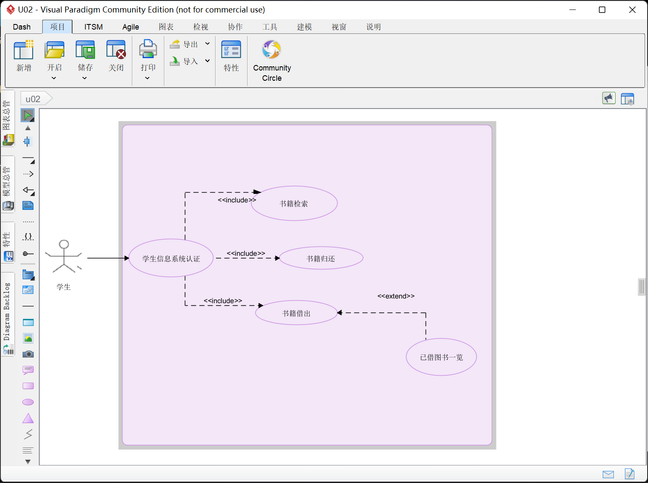 U02 - Visual Paradigm Community Edition (not for commercial use)
Dash 项目 ITSM Agile 图表 检视 协作 工具 建模 视窗 说明
新增 开启 储存 关闭 打印 导出 导入 特性 Community Circle
u02
图表总管
模型总管
特性
Diagram Backlog
学生
学生信息系统认证
<<include>>
书籍检索
<<include>>
书籍归还
<<include>>
书籍借出
<<extend>>
已借图书一览